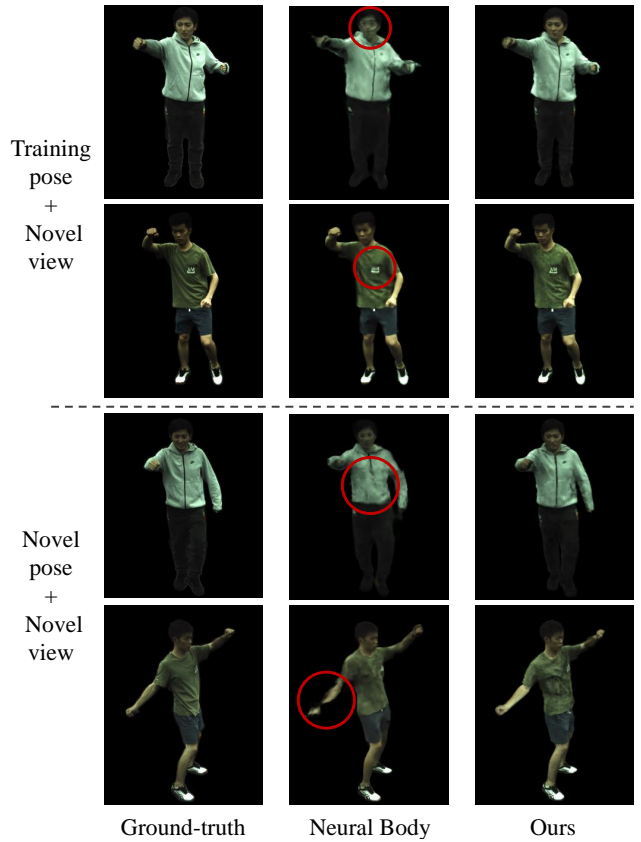 Training
pose
+
Novel
view
Novel
pose
+
Novel
view
Ground-truth
Neural Body
Ours